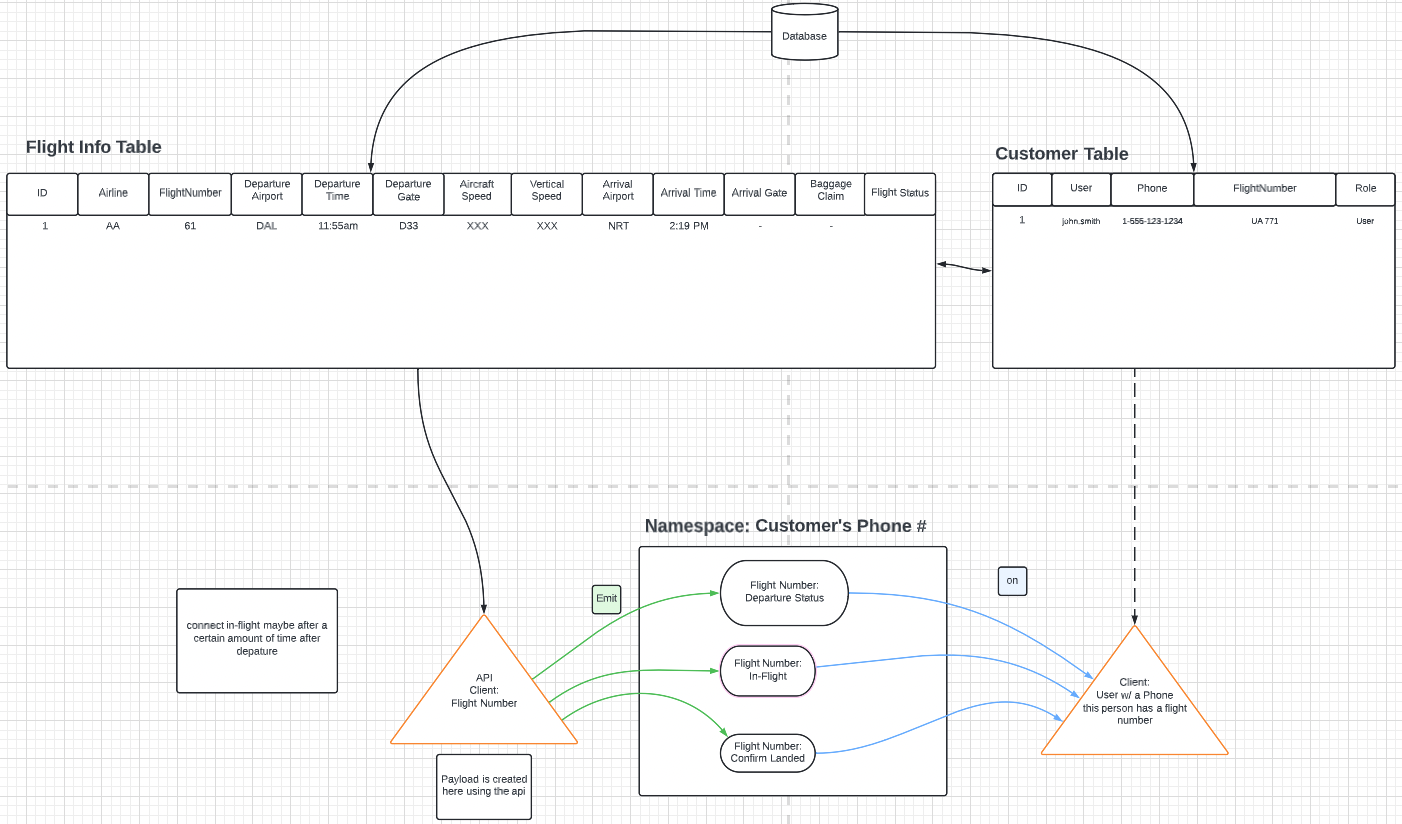 Database
Flight Info Table
ID
Airline
FlightNumber
Departure
Airport
Departure
Time
Departure
Gate
Aircraft
Speed
Vertical
Speed
Arrival
Airport
Arrival Time
Arrival Gate
Baggage
Claim
Flight Status
1
AA
61
DAL
11:55am
D33
XXX
XXX
NRT
2:19 PM
-
-
Customer Table
ID
User
Phone
FlightNumber
Role
1
john.smith
1-555-123-1234
UA 771
User
connect in-flight maybe after a
certain amount of time after
depature
API
Client:
Flight Number
Payload is created
here using the api
Emit
Namespace: Customer's Phone #
Flight Number:
Departure Status
Flight Number:
In-Flight
Flight Number:
Confirm Landed
on
Client:
User w/ a Phone
this person has a flight
number